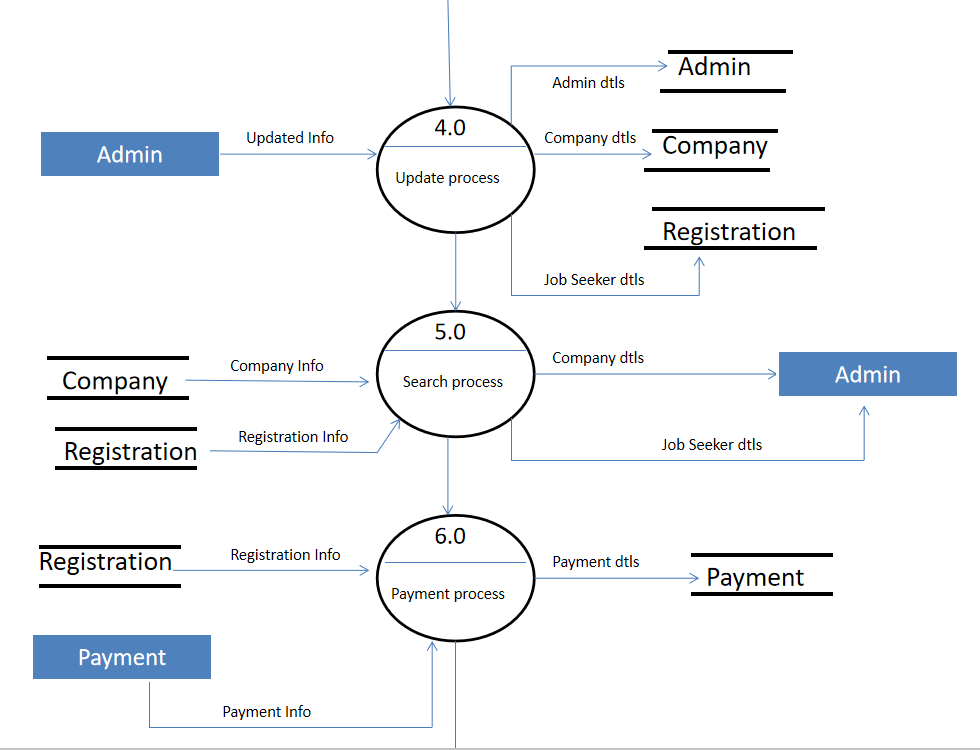 Admin
Admin dtls
4.0
Updated Info
Company dtls
Company
Admin
Update process
Registration
Job Seeker dtls
5.0
Company Info
Company dtls
Company
Search process
Admin
Registration Info
Job Seeker dtls
Registration
6.0
Registration Info
Payment dtls
Registration
Payment
Payment process
Payment
Payment Info